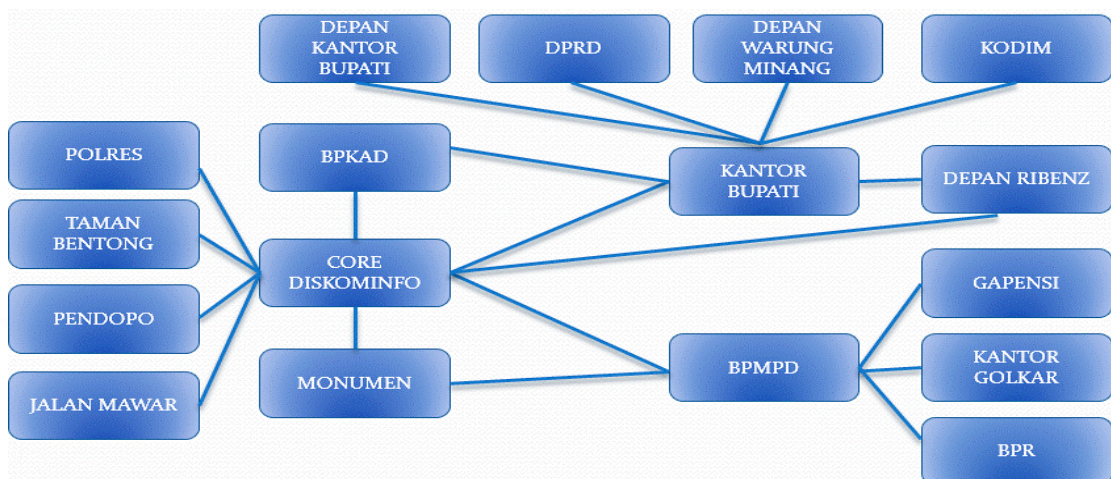 DEPAN
KANTOR
BUPATI
DPRD
DEPAN
WARUNG
MINANG
KODIM
POLRES
BPKAD
KANTOR
BUPATI
DEPAN RIBENZ
TAMAN
BENTONG
CORE
DISKOMINFO
GAPENSI
PENDOPO
MONUMEN
BPMPD
KANTOR
GOLKAR
JALAN MAWAR
BPR